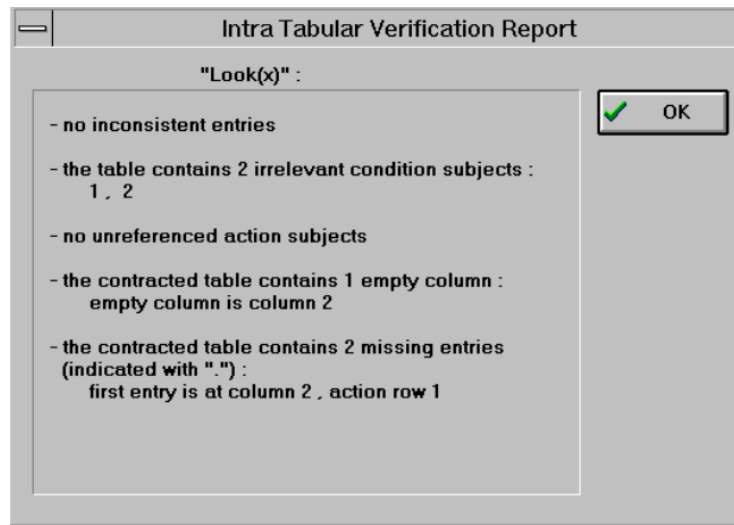 Intra Tabular Verification Report
"Look(x)" :
OK
- no inconsistent entries
- the table contains 2 irrelevant condition subjects :
1 , 2
- no unreferenced action subjects
- the contracted table contains 1 empty column :
empty column is column 2
- the contracted table contains 2 missing entries
(indicated with ".") :
first entry is at column 2 , action row 1